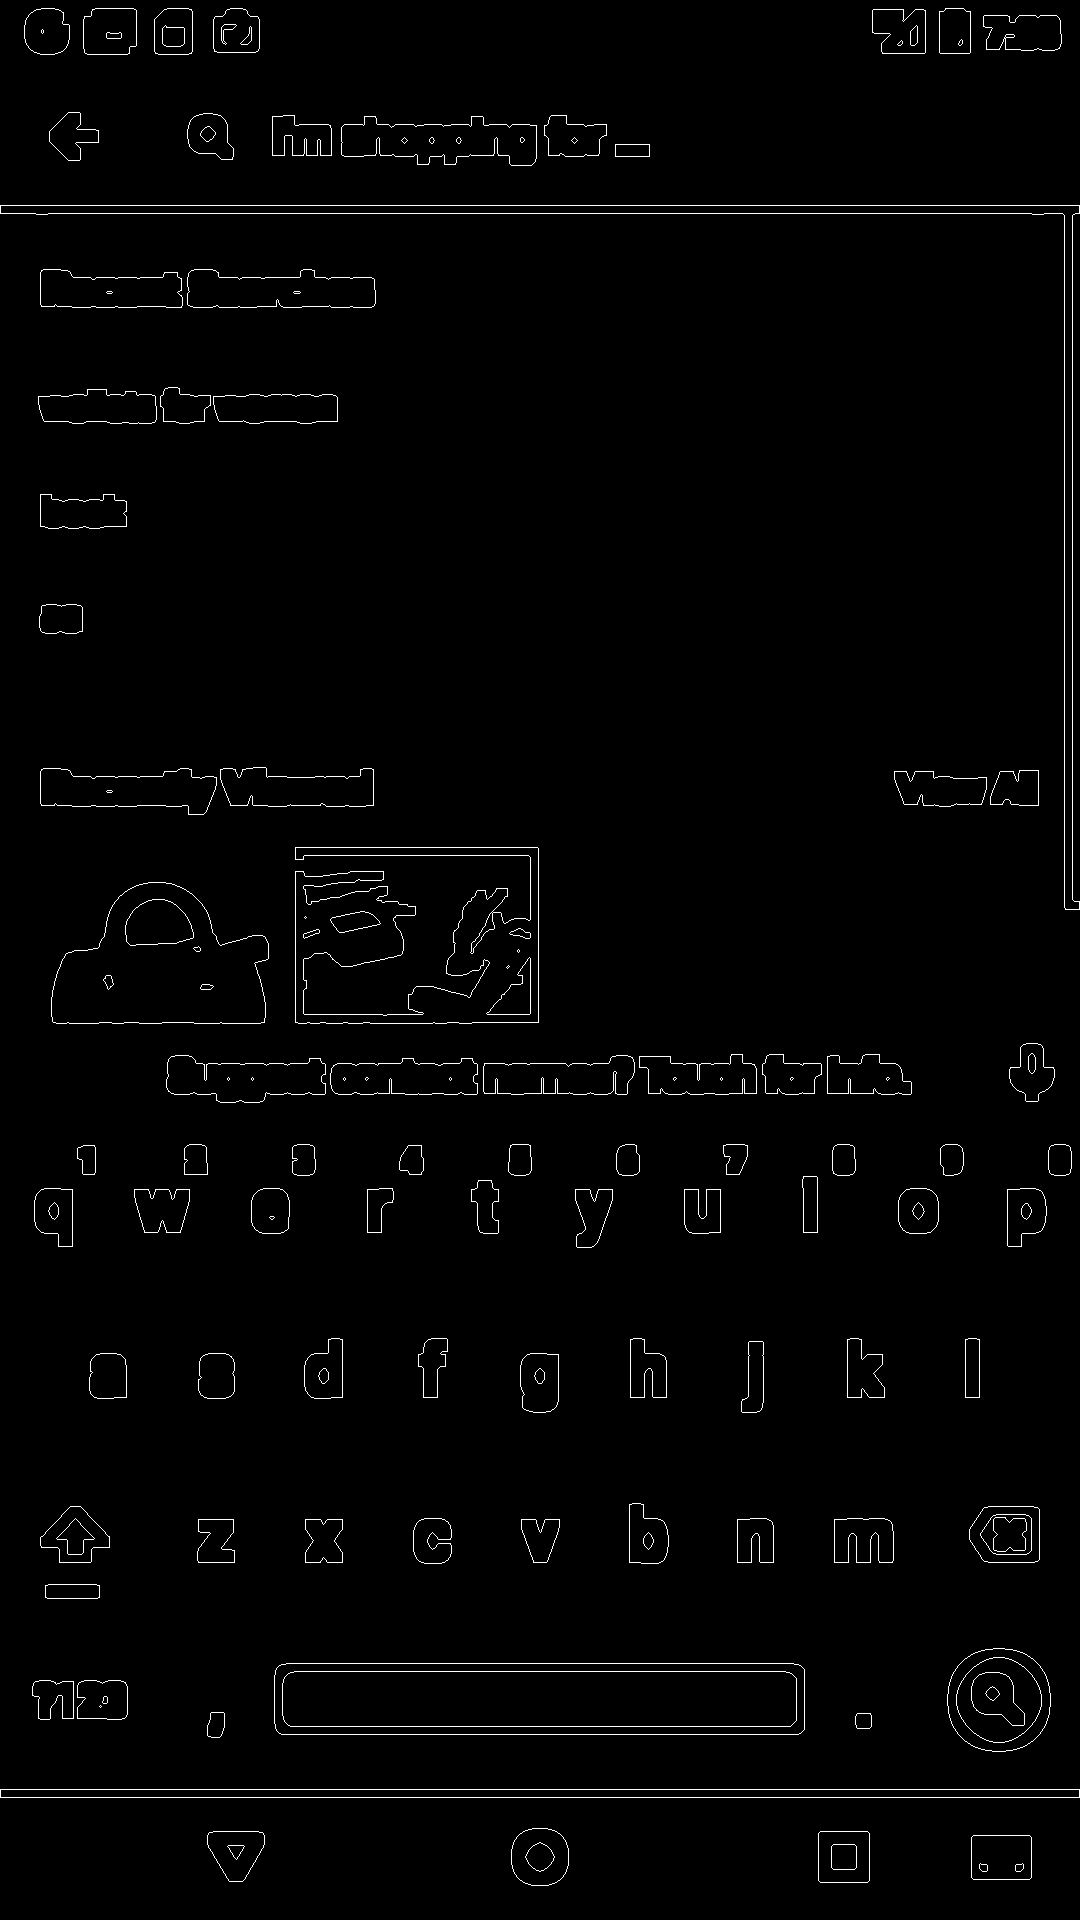 I'm shopping for _
Recent Searches
wallets for women
boots
Recently Viewed
View All
Suggest contact names? Touch for info.
1 2 3 4 5 6 7 8 9 0
q w e r t y u i o p
a s d f g h j k l
z x c v b n m
?123 , .